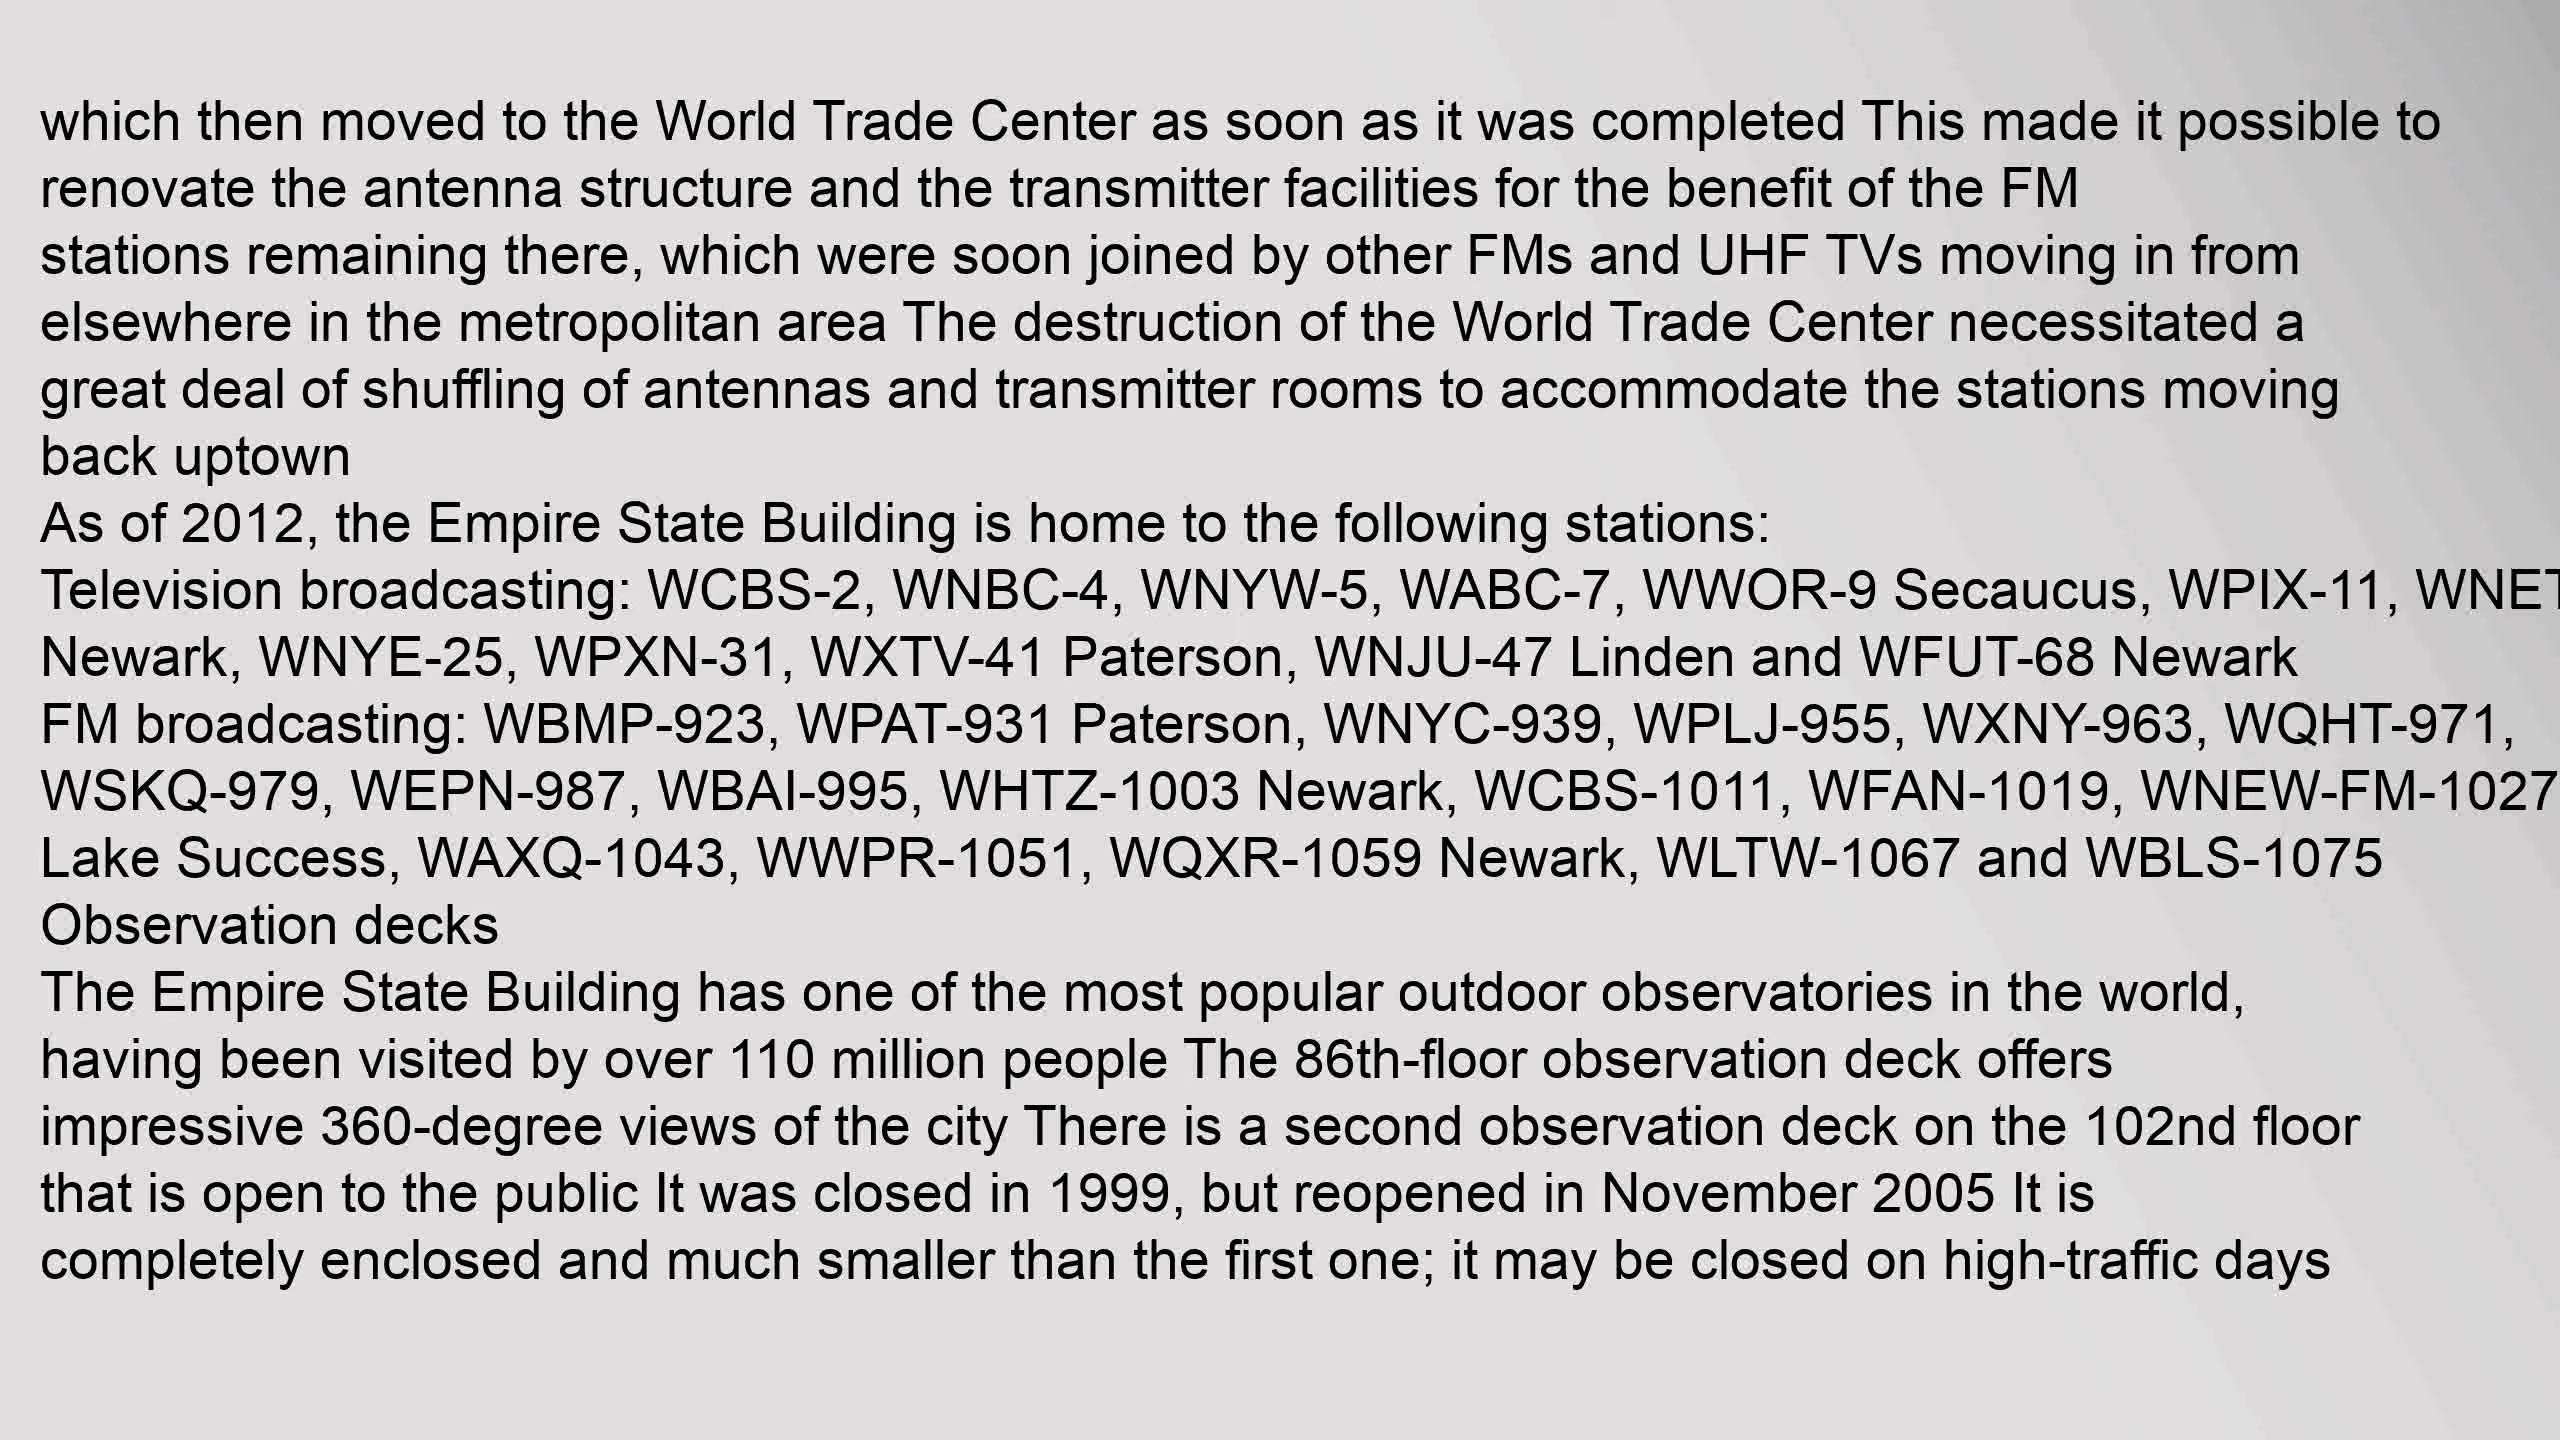 which then moved to the World Trade Center as soon as it was completed This made it possible to
renovate the antenna structure and the transmitter facilities for the benefit of the FM
stations remaining there, which were soon joined by other FMs and UHF TVs moving in from
elsewhere in the metropolitan area The destruction of the World Trade Center necessitated a
great deal of shuffling of antennas and transmitter rooms to accommodate the stations moving
back uptown
As of 2012, the Empire State Building is home to the following stations:
Television broadcasting: WCBS-2, WNBC-4, WNYW-5, WABC-7, WWOR-9 Secaucus, WPIX-11, WNET
Newark, WNYE-25, WPXN-31, WXTV-41 Paterson, WNJU-47 Linden and WFUT-68 Newark
FM broadcasting: WBMP-923, WPAT-931 Paterson, WNYC-939, WPLJ-955, WXNY-963, WQHT-971,
WSKQ-979, WEPN-987, WBAI-995, WHTZ-1003 Newark, WCBS-1011, WFAN-1019, WNEW-FM-1027
Lake Success, WAXQ-1043, WWPR-1051, WQXR-1059 Newark, WLTW-1067 and WBLS-1075
Observation decks
The Empire State Building has one of the most popular outdoor observatories in the world,
having been visited by over 110 million people The 86th-floor observation deck offers
impressive 360-degree views of the city There is a second observation deck on the 102nd floor
that is open to the public It was closed in 1999, but reopened in November 2005 It is
completely enclosed and much smaller than the first one; it may be closed on high-traffic days